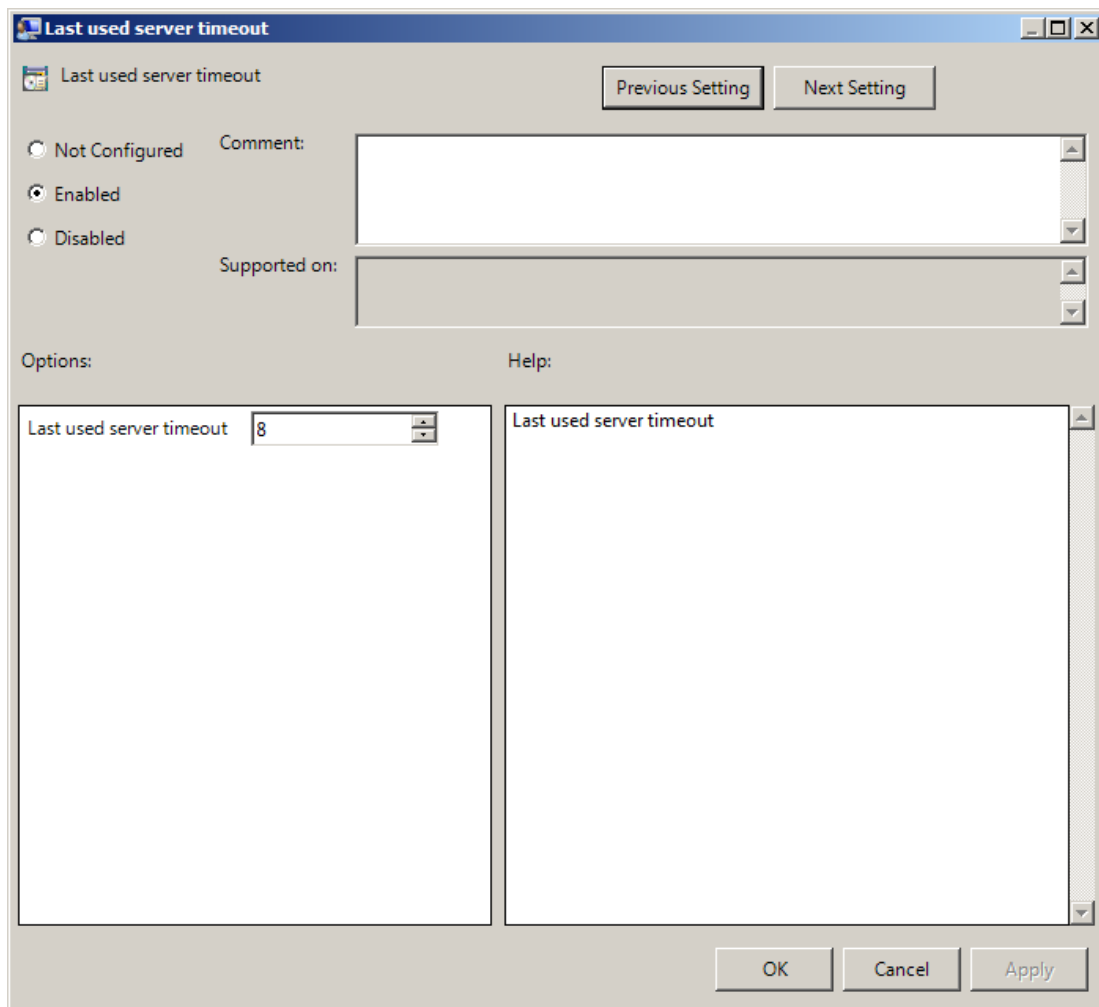 Last used server timeout
Last used server timeout
Previous Setting
Next Setting
Not Configured
Comment:
Enabled
Disabled
Supported on:
Options:
Help:
Last used server timeout
8
Last used server timeout
OK
Cancel
Apply